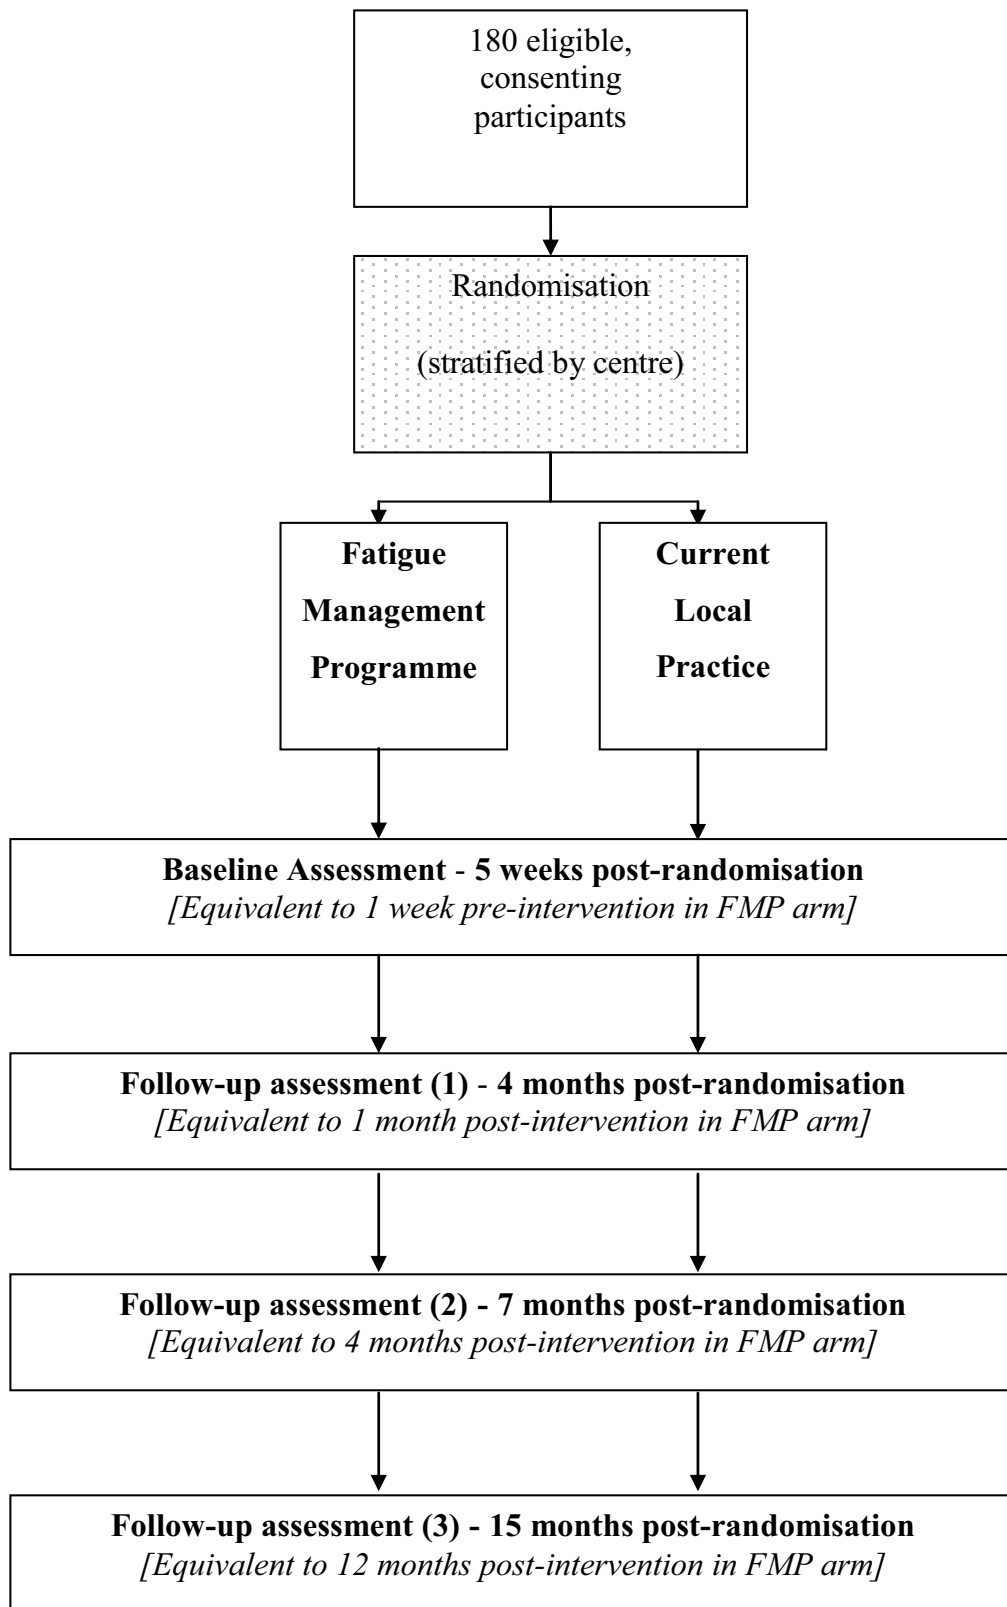 180 eligible,
consenting
participants
Randomisation
(stratified by centre)
Fatigue
Management
Programme
Current
Local
Practice
Baseline Assessment - 5 weeks post-randomisation
[Equivalent to 1 week pre-intervention in FMP arm]
Follow-up assessment (1) - 4 months post-randomisation
[Equivalent to 1 month post-intervention in FMP arm]
Follow-up assessment (2) - 7 months post-randomisation
[Equivalent to 4 months post-intervention in FMP arm]
Follow-up assessment (3) - 15 months post-randomisation
[Equivalent to 12 months post-intervention in FMP arm]